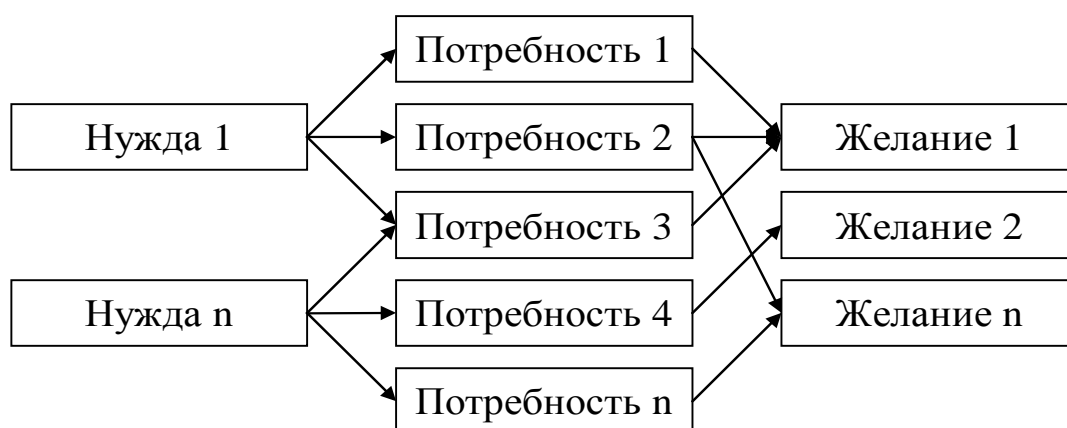 Потребность 1
Нужда 1
Потребность 2
Желание 1
Потребность 3
Желание 2
Нужда n
Потребность 4
Желание n
Потребность n